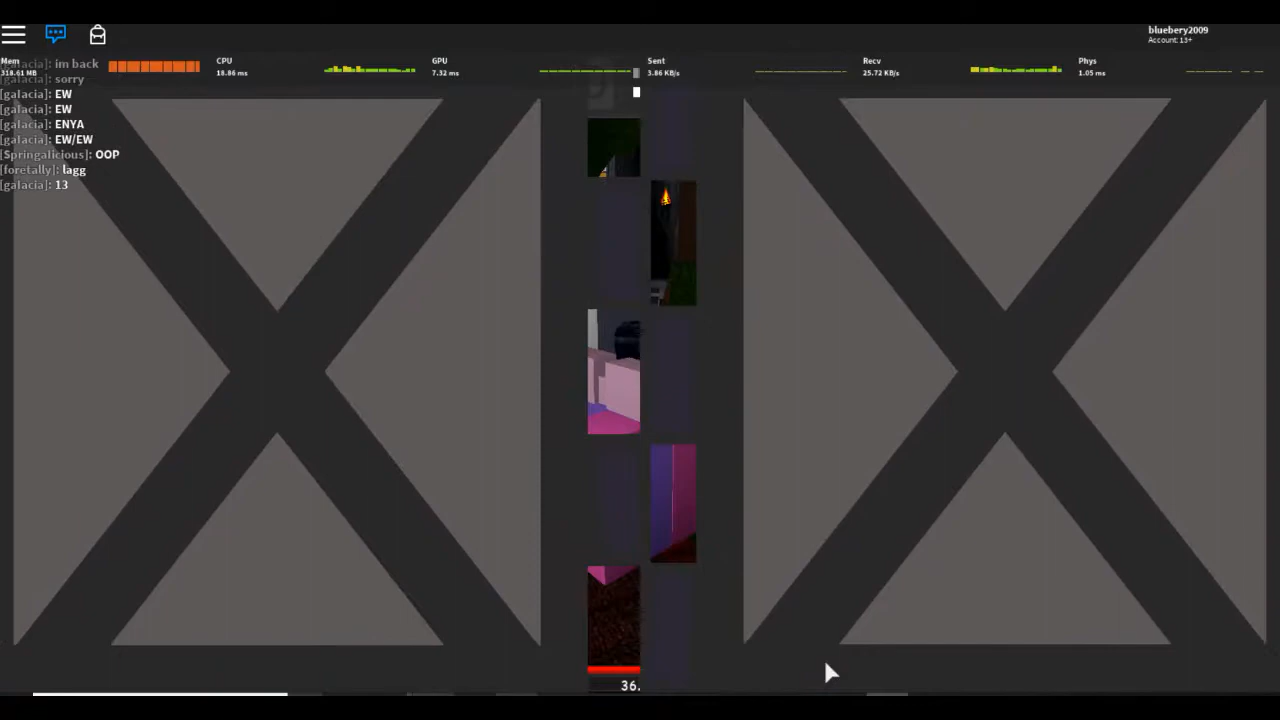 bluebery2009
Account: 13+
Mem
318.61 MB
CPU
18.86 ms
GPU
7.32 ms
Sent
3.86 KB/s
Recv
25.72 KB/s
Phys
1.05 ms
[galacia]: im back
[galacia]: sorry
[galacia]: EW
[galacia]: EW
[galacia]: ENYA
[galacia]: EW/EW
[Springalicious]: OOP
[foretally]: lagg
[galacia]: 13
36.